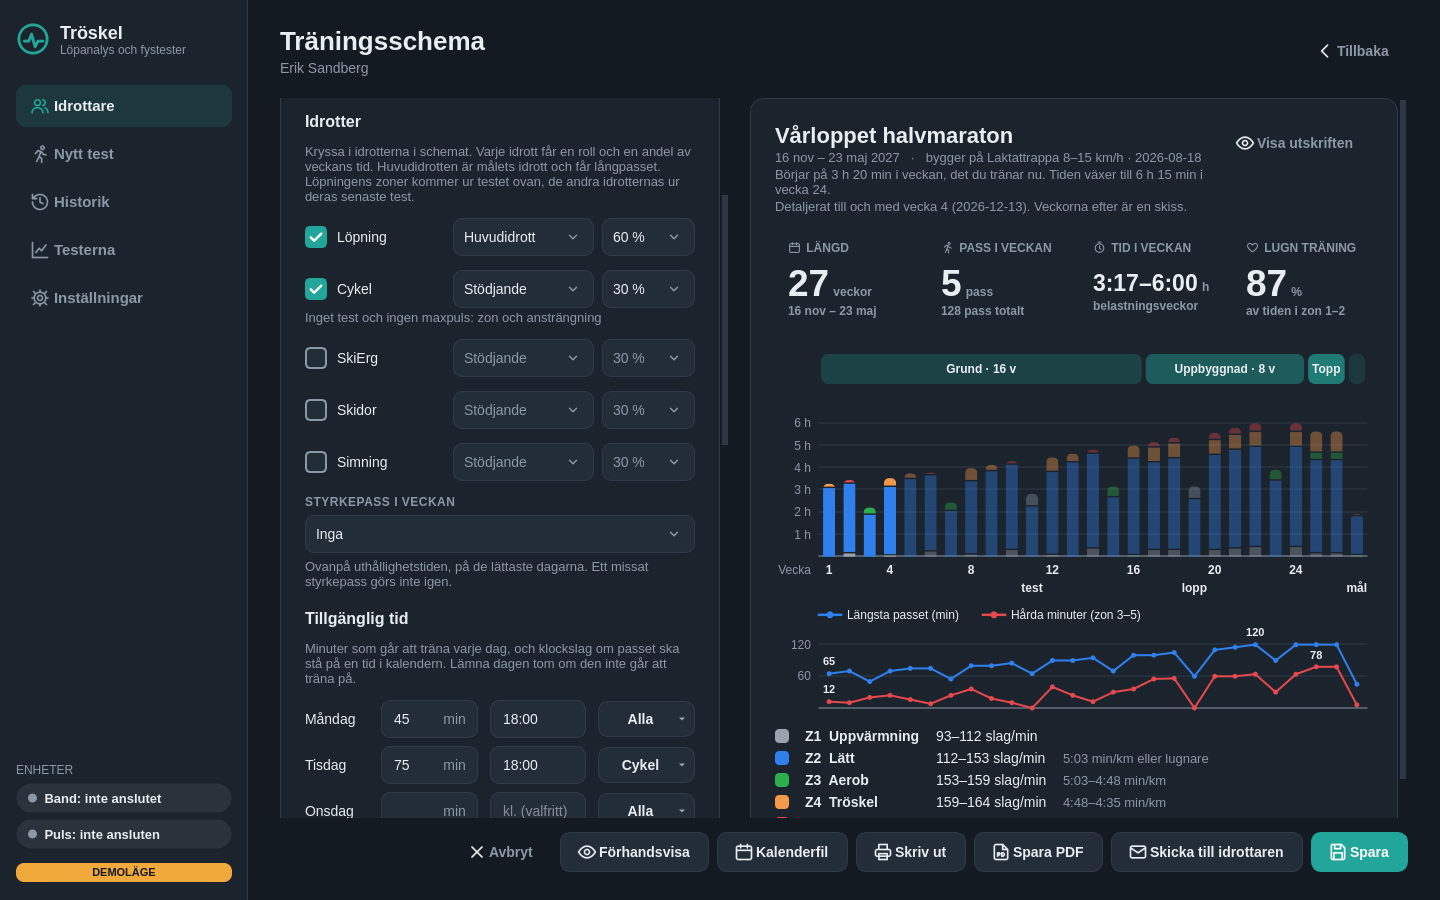 Tröskel
Löpanalys och fystester
Idrottare
Nytt test
Historik
Testerna
Inställningar
ENHETER
Band: inte anslutet
Puls: inte ansluten
DEMOLÄGE
Träningsschema
Erik Sandberg
Tillbaka
Idrotter
Kryssa i idrotterna i schemat. Varje idrott får en roll och en andel av
veckans tid. Huvudidrotten är målets idrott och får långpasset.
Löpningens zoner kommer ur testet ovan, de andra idrotternas ur
deras senaste test.
Löpning Huvudidrott 60 %
Cykel Stödjande 30 %
Inget test och ingen maxpuls: zon och ansträngning
SkiErg Stödjande 30 %
Skidor Stödjande 30 %
Simning Stödjande 30 %
STYRKEPASS I VECKAN
Inga
Ovanpå uthållighetstiden, på de lättaste dagarna. Ett missat
styrkepass görs inte igen.
Tillgänglig tid
Minuter som går att träna varje dag, och klockslag om passet ska
stå på en tid i kalendern. Lämna dagen tom om den inte går att
träna på.
Måndag 45 min 18:00 Alla
Tisdag 75 min 18:00 Cykel
Onsdag min kl. (valfritt) Alla
Vårloppet halvmaraton
Visa utskriften
16 nov – 23 maj 2027 · bygger på Laktattrappa 8–15 km/h · 2026-08-18
Börjar på 3 h 20 min i veckan, det du tränar nu. Tiden växer till 6 h 15 min i
vecka 24.
Detaljerat till och med vecka 4 (2026-12-13). Veckorna efter är en skiss.
LÄNGD
27 veckor
16 nov – 23 maj
PASS I VECKAN
5 pass
128 pass totalt
TID I VECKAN
3:17–6:00 h
belastningsveckor
LUGN TRÄNING
87 %
av tiden i zon 1–2
Grund · 16 v Uppbyggnad · 8 v Topp
6 h
5 h
4 h
3 h
2 h
1 h
Vecka 1 4 8 12 16 20 24
test lopp mål
Längsta passet (min) Hårda minuter (zon 3–5)
120
60
65
12
120
78
Z1 Uppvärmning 93–112 slag/min
Z2 Lätt 112–153 slag/min 5:03 min/km eller lugnare
Z3 Aerob 153–159 slag/min 5:03–4:48 min/km
Z4 Tröskel 159–164 slag/min 4:48–4:35 min/km
Avbryt
Förhandsvisa
Kalenderfil
Skriv ut
Spara PDF
Skicka till idrottaren
Spara